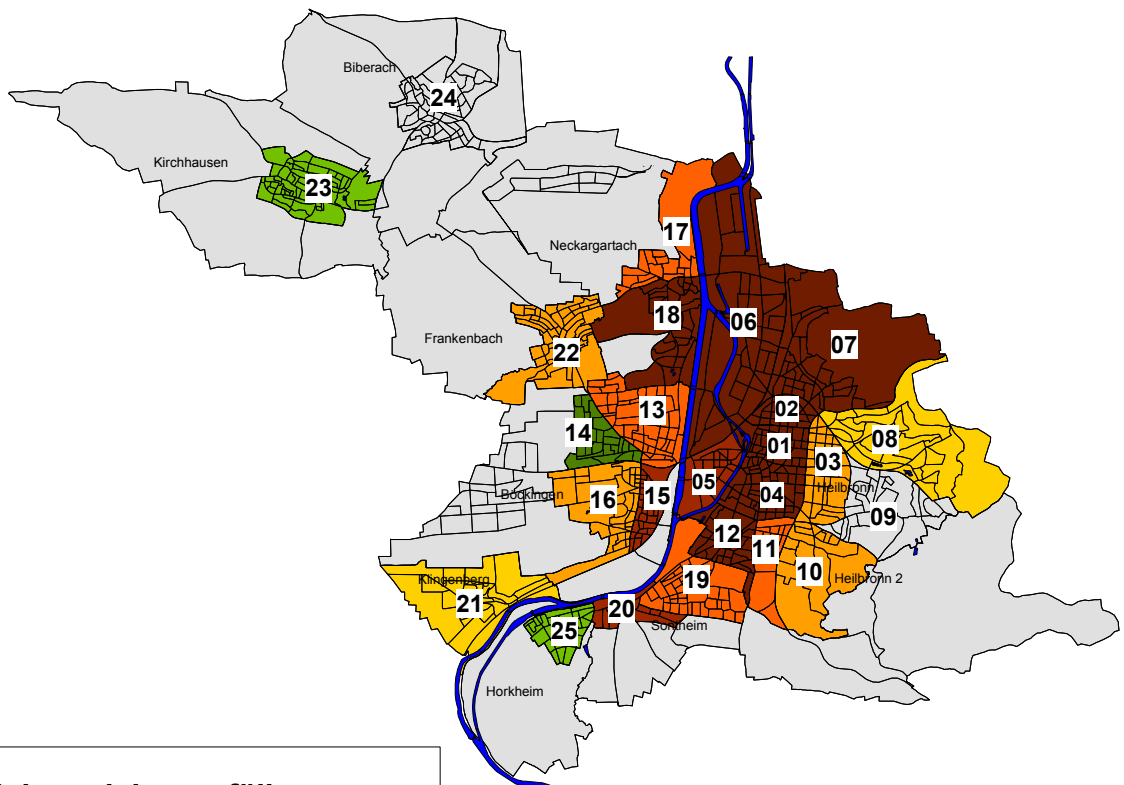 Biberach
24
Kirchhausen
23
17
Neckargartach
18
06
07
Frankenbach
22
02
13
14
08
01
03
05
Heilbronn
15
04
Böckingen
16
09
12
11
10
Heilbronn 2
19
Klingenberg
21
20
Sontheim
25
Horkheim